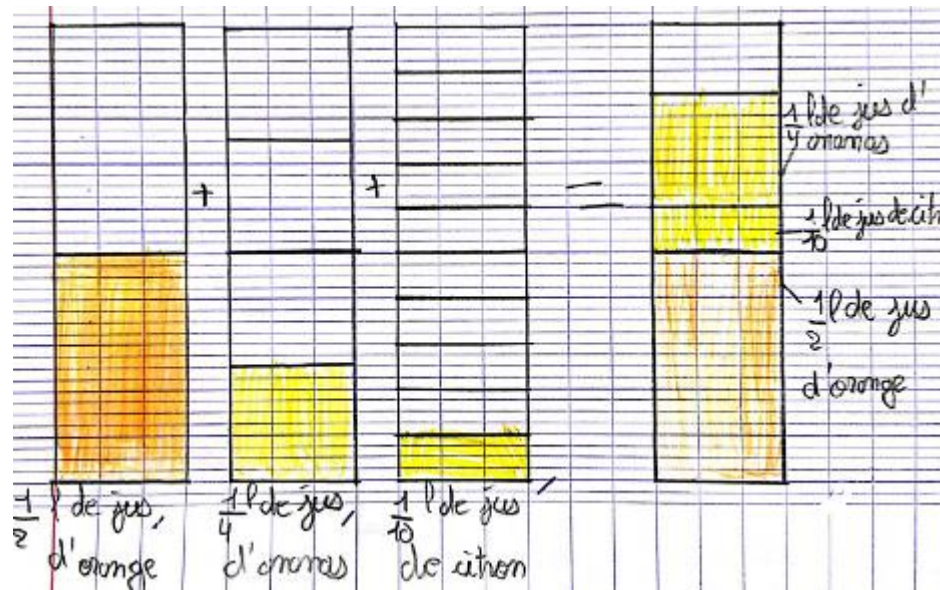 1/2 l de jus,
d'orange
+
1/4 l de jus,
d'ananas
+
1/10 l de jus
de citron
=
1/4 l de jus d'
ananas
1/10 l de jus de cit
1/2 l de jus
d'orange